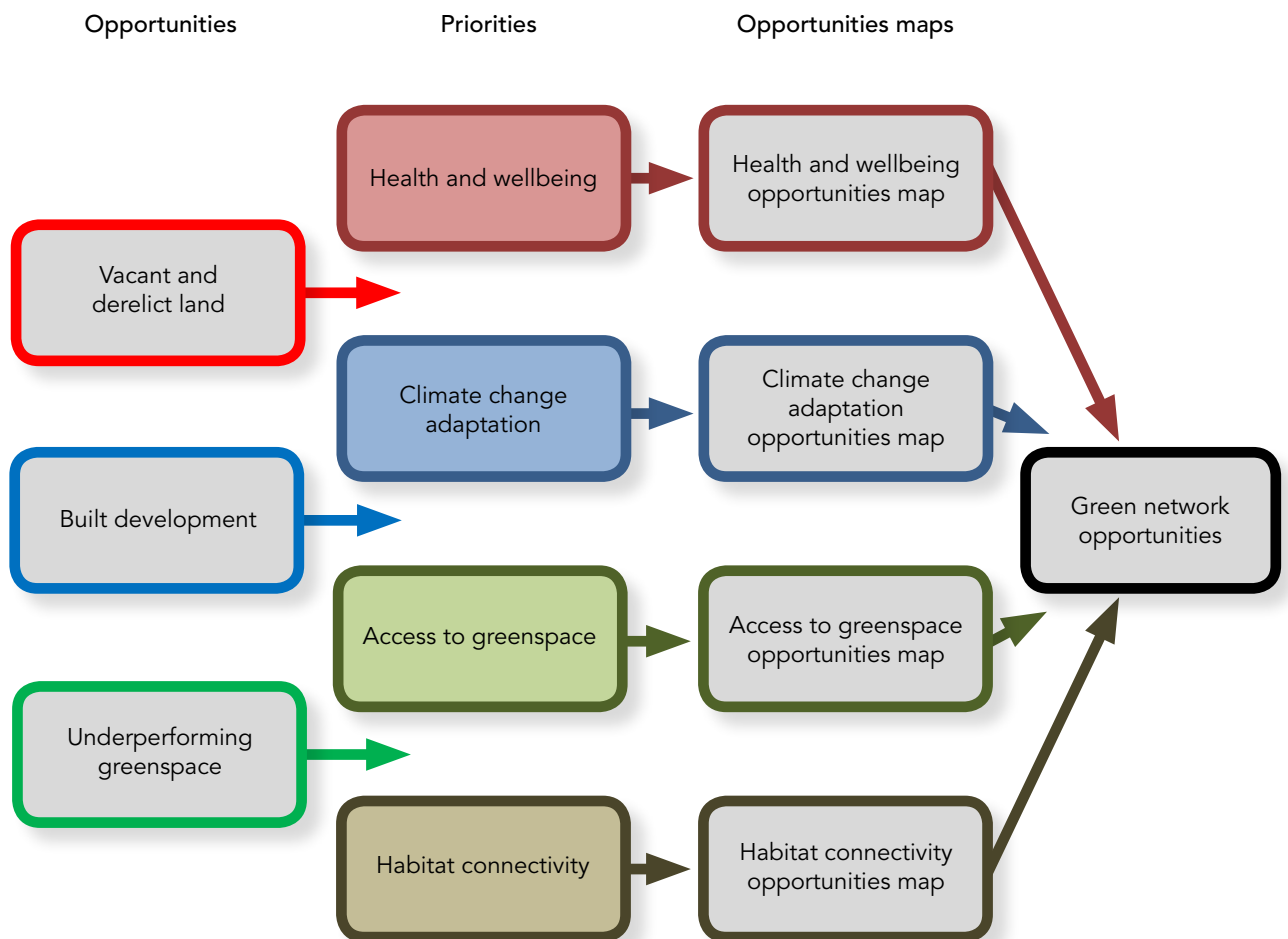 Opportunities
Priorities
Opportunities maps
Vacant and
derelict land
Built development
Underperforming
greenspace
Health and wellbeing
Climate change
adaptation
Access to greenspace
Habitat connectivity
Health and wellbeing
opportunities map
Climate change
adaptation
opportunities map
Access to greenspace
opportunities map
Habitat connectivity
opportunities map
Green network
opportunities